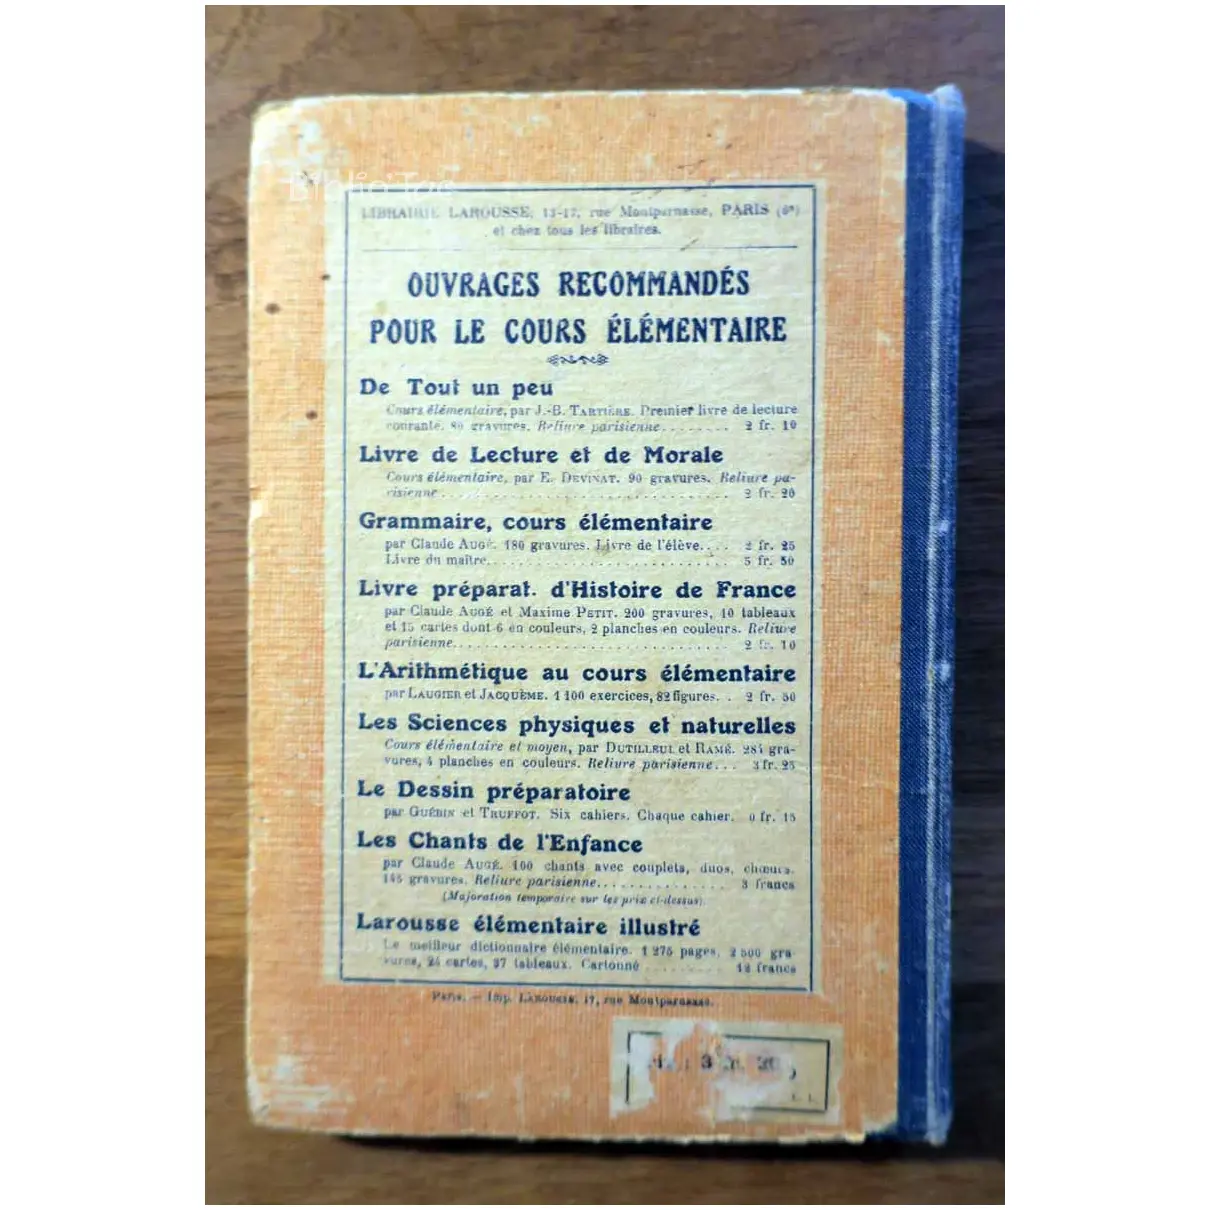 LIBRAIRIE LAROUSSE, 13-17, rue Montparnasse, PARIS (6e)
et chez tous les libraires.
OUVRAGES RECOMMANDÉS
POUR LE COURS ÉLÉMENTAIRE
De Tout un peu
Cours élémentaire, par J.-B. TARTIÈRE. Premier livre de lecture
courante. 80 gravures. Reliure parisienne........ 2 fr. 10
Livre de Lecture et de Morale
Cours élémentaire, par E. DEVINAT. 90 gravures. Reliure pa-
risienne.............................. 2 fr. 20
Grammaire, cours élémentaire
par Claude AUGÉ. 180 gravures. Livre de l'élève.... 2 fr. 25
Livre du maître......................... 5 fr. 50
Livre préparat. d'Histoire de France
par Claude AUGÉ et Maxime PETIT. 200 gravures, 10 tableaux
et 15 cartes dont 6 en couleurs, 2 planches en couleurs. Reliure
parisienne.............................. 2 fr. 10
L'Arithmétique au cours élémentaire
par LAUGIER et JACQUÈME. 1 100 exercices, 82 figures. . 2 fr. 50
Les Sciences physiques et naturelles
Cours élémentaire et moyen, par DUTILLEUL et RAMÉ. 284 gra-
vures, 4 planches en couleurs. Reliure parisienne... 3 fr. 25
Le Dessin préparatoire
par GUÉRIN et TRUFFOT. Six cahiers. Chaque cahier. 0 fr. 15
Les Chants de l'Enfance
par Claude AUGÉ. 100 chants avec couplets, duos, chœurs.
145 gravures. Reliure parisienne.............. 3 francs
(Majoration temporaire sur les prix ci-dessus).
Larousse élémentaire illustré
Le meilleur dictionnaire élémentaire. 1 275 pages, 2 500 gra-
vures, 24 cartes, 37 tableaux. Cartonné ......... 12 francs
Paris. — Imp. LAROUSSE, 17, rue Montparnasse.
3